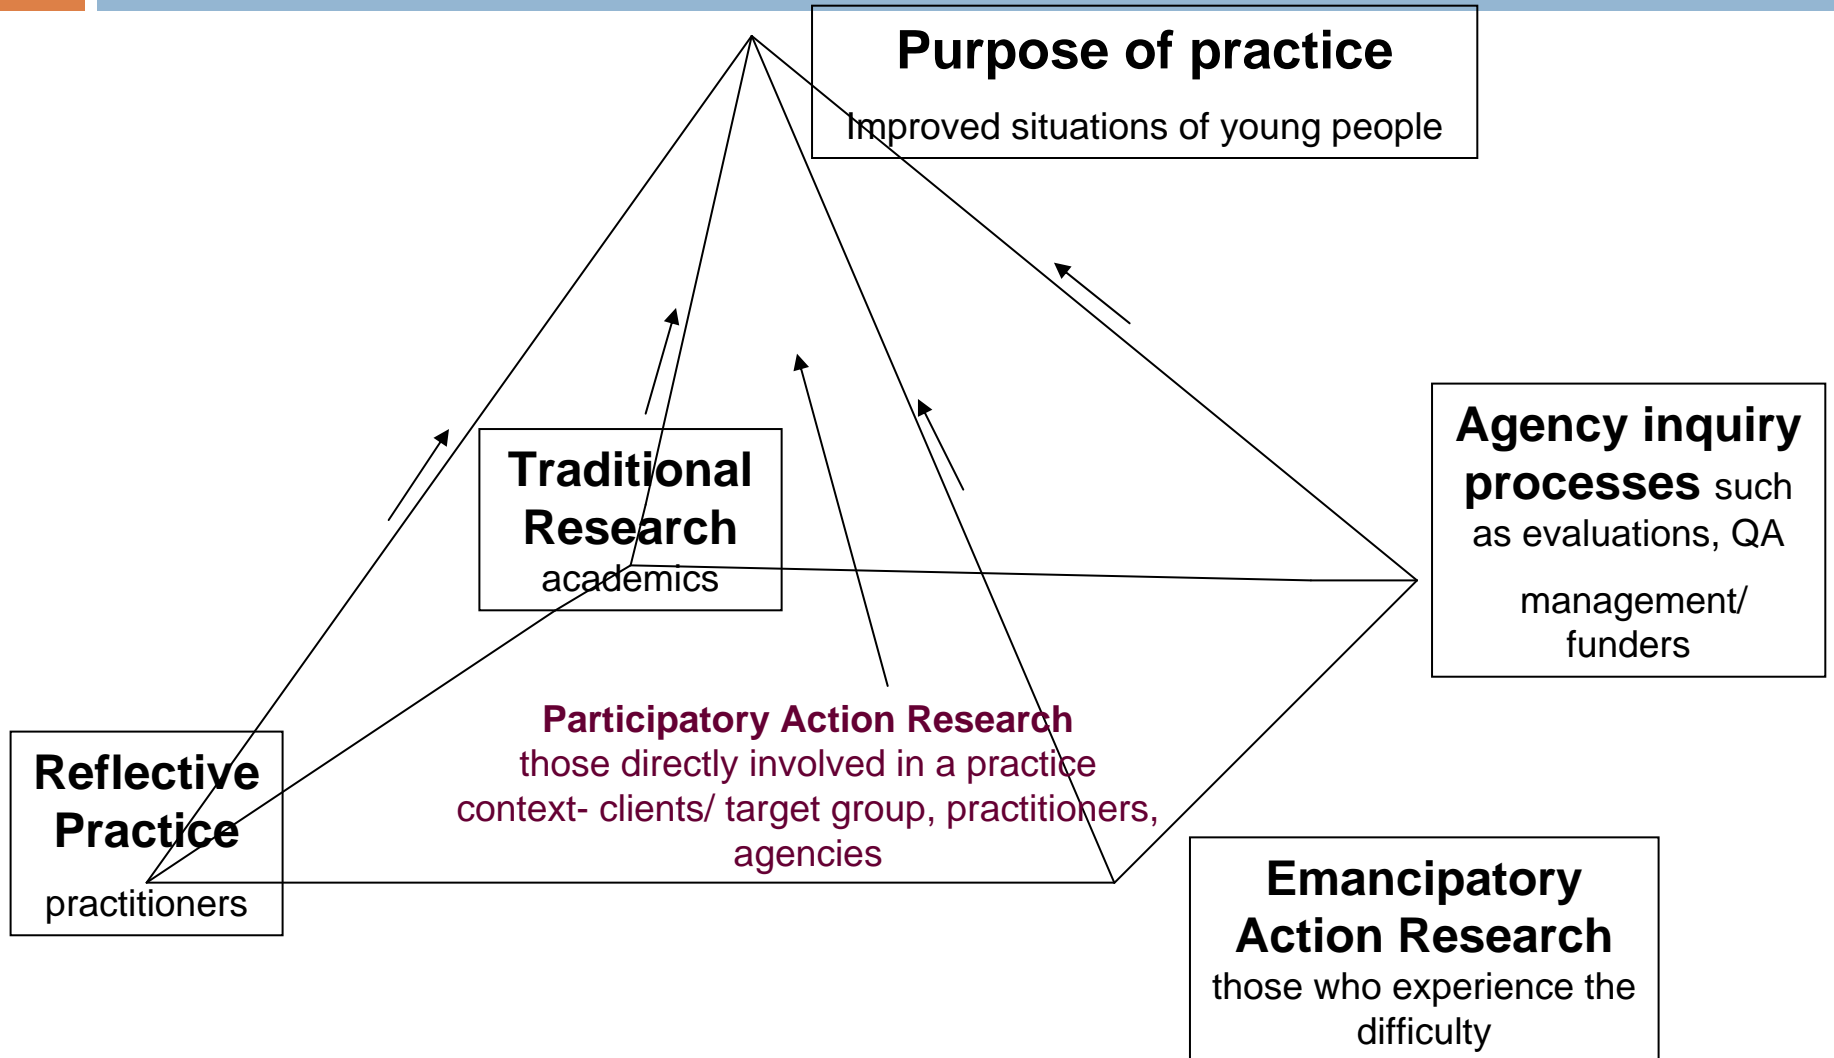 Purpose of practice
Improved situations of young people
Traditional
Research
academics
Agency inquiry
processes such
as evaluations, QA
management/
funders
Participatory Action Research
those directly involved in a practice
context- clients/ target group, practitioners,
agencies
Reflective
Practice
practitioners
Emancipatory
Action Research
those who experience the
difficulty